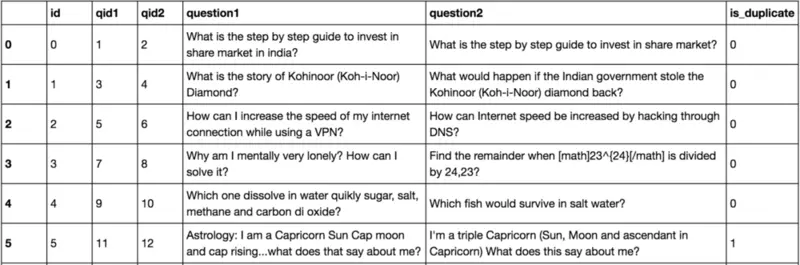 id qid1 qid2 question1 question2 is_duplicate
0 0 1 2 What is the step by step guide to invest in share market in india? What is the step by step guide to invest in share market? 0
1 1 3 4 What is the story of Kohinoor (Koh-i-Noor) Diamond? What would happen if the Indian government stole the Kohinoor (Koh-i-Noor) diamond back? 0
2 2 5 6 How can I increase the speed of my internet connection while using a VPN? How can Internet speed be increased by hacking through DNS? 0
3 3 7 8 Why am I mentally very lonely? How can I solve it? Find the remainder when [math]23^{24}[/math] is divided by 24,23? 0
4 4 9 10 Which one dissolve in water quikly sugar, salt, methane and carbon di oxide? Which fish would survive in salt water? 0
5 5 11 12 Astrology: I am a Capricorn Sun Cap moon and cap rising...what does that say about me? I'm a triple Capricorn (Sun, Moon and ascendant in Capricorn) What does this say about me? 1